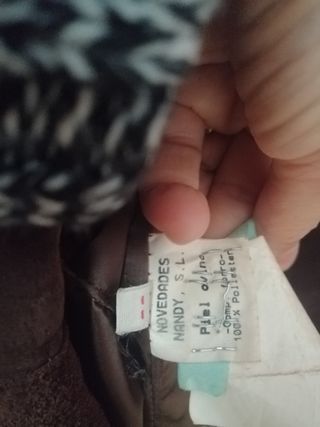 NOVEDADES
NANDY, S.L.
Piel ovina
100 % Poliester